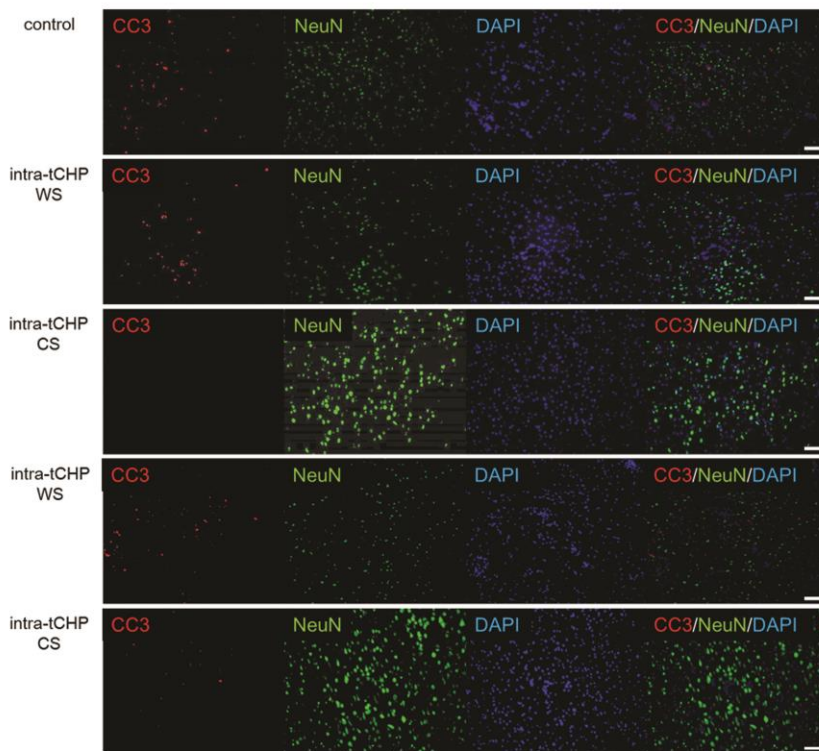 control CC3 NeuN DAPI CC3/NeuN/DAPI
intra-tCHP
WS
CC3 NeuN DAPI CC3/NeuN/DAPI
intra-tCHP
CS
CC3 NeuN DAPI CC3/NeuN/DAPI
intra-tCHP
WS
CC3 NeuN DAPI CC3/NeuN/DAPI
intra-tCHP
CS
CC3 NeuN DAPI CC3/NeuN/DAPI